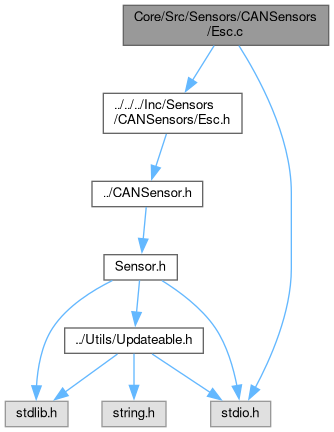 Core/Src/Sensors/CANSensors
/Esc.c
../../../Inc/Sensors
/CANSensors/Esc.h
../CANSensor.h
Sensor.h
../Utils/Updateable.h
stdlib.h
string.h
stdio.h